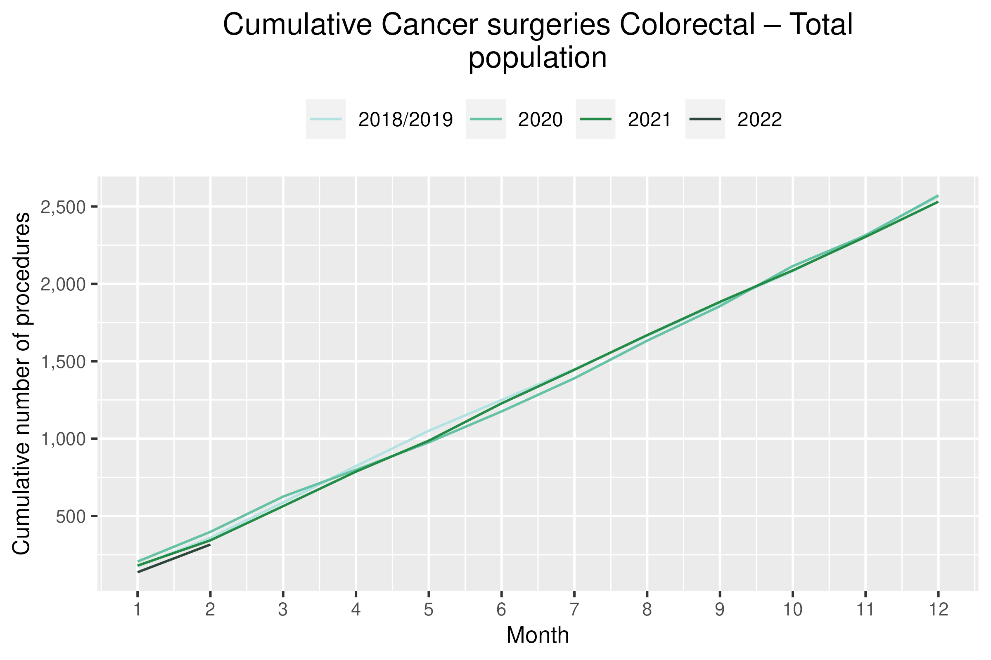 Cumulative Cancer surgeries Colorectal – Total
population
2018/2019 2020 2021 2022
Cumulative number of procedures
2,500
2,000
1,500
1,000
500
1 2 3 4 5 6 7 8 9 10 11 12
Month